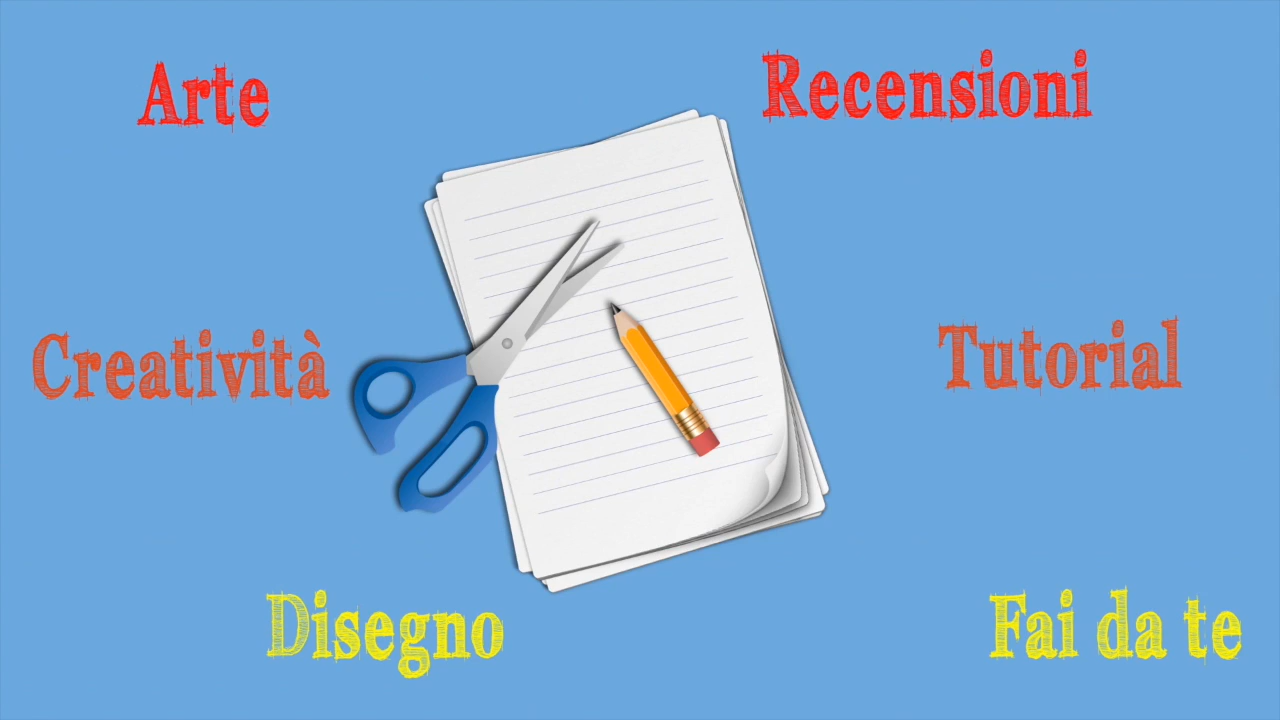 Arte
Recensioni
Creatività
Tutorial
Disegno
Fai da te